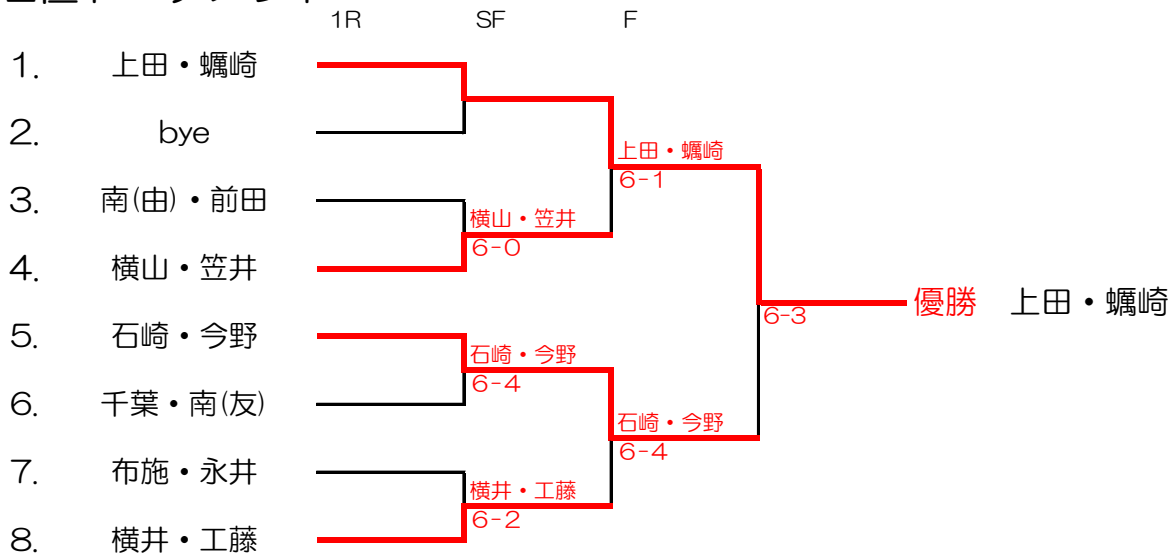 1R SF F
1. 上田・蠣崎
2. bye
上田・蠣崎
6-1
3. 南(由)・前田
横山・笠井
6-0
4. 横山・笠井
優勝 上田・蠣崎
6-3
5. 石崎・今野
石崎・今野
6-4
6. 千葉・南(友)
石崎・今野
6-4
7. 布施・永井
横井・工藤
6-2
8. 横井・工藤